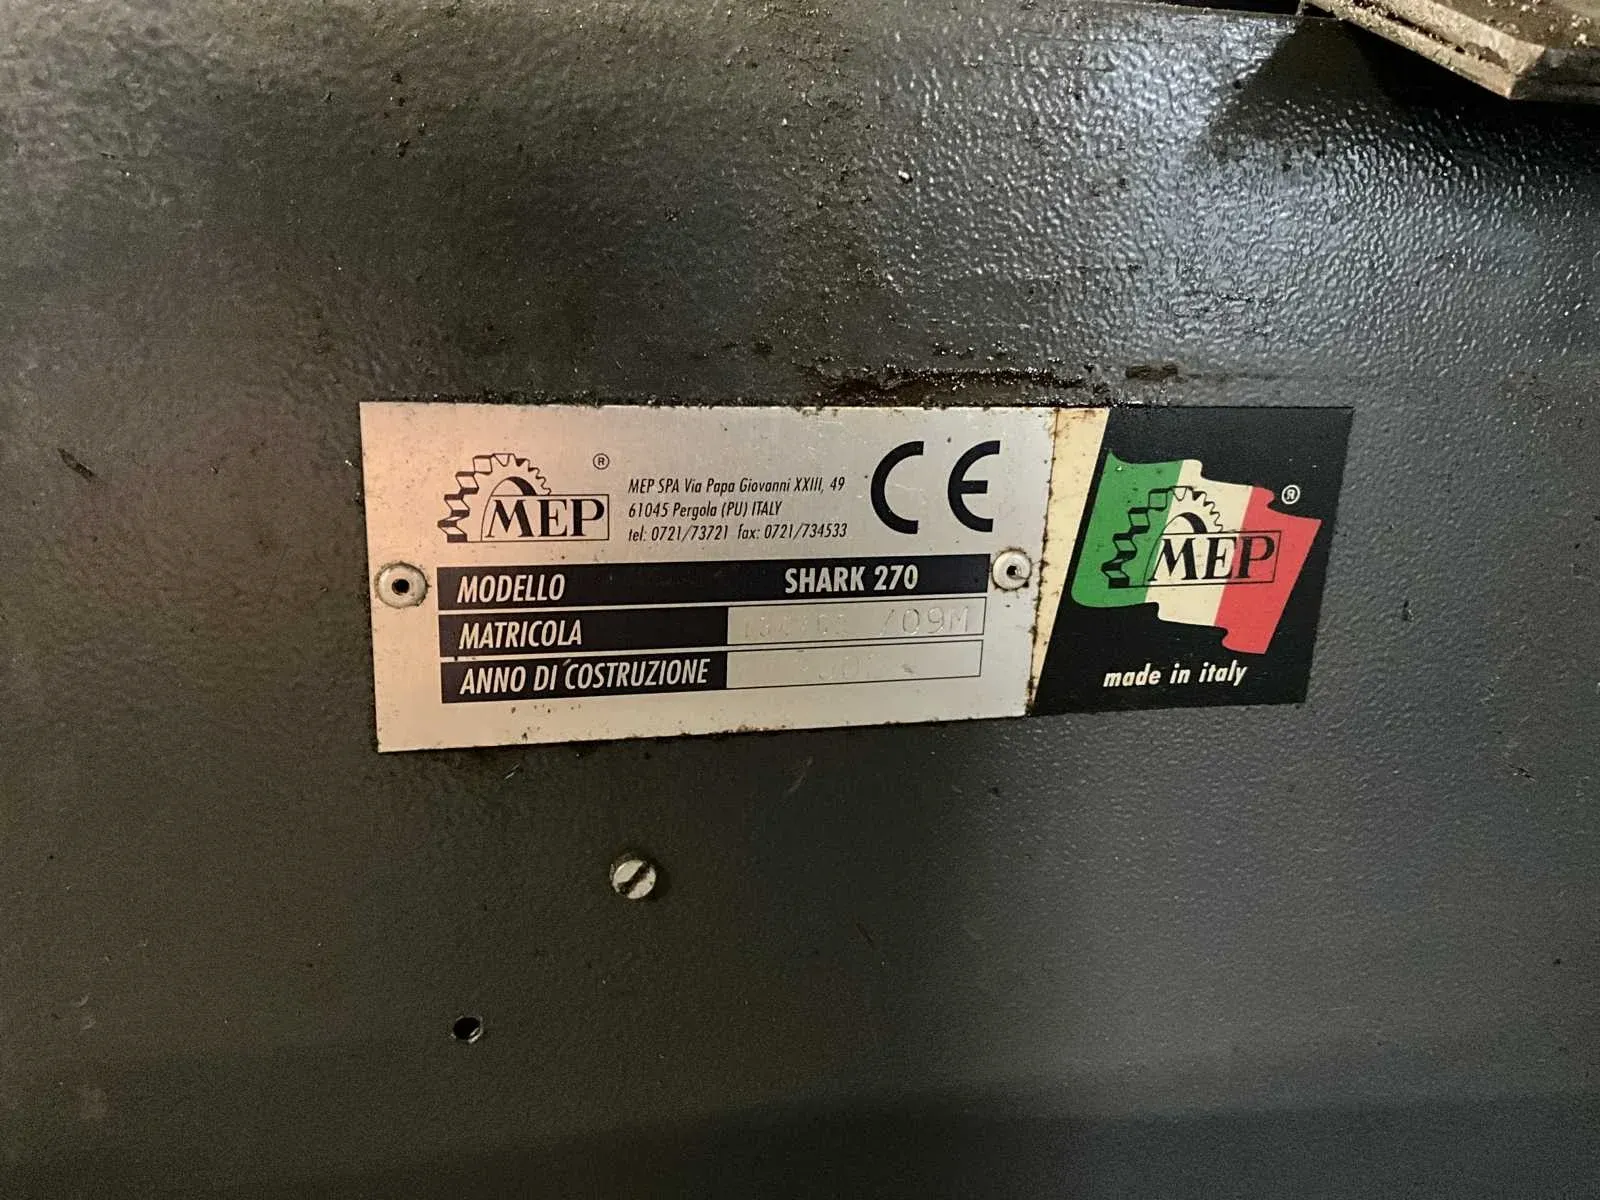 MEP ®
MEP SPA Via Papa Giovanni XXIII, 49
61045 Pergola (PU) ITALY
tel: 0721/73721 fax: 0721/734533
CE
MODELLO SHARK 270
MATRICOLA /09M
ANNO DI COSTRUZIONE
MEP ®
made in italy